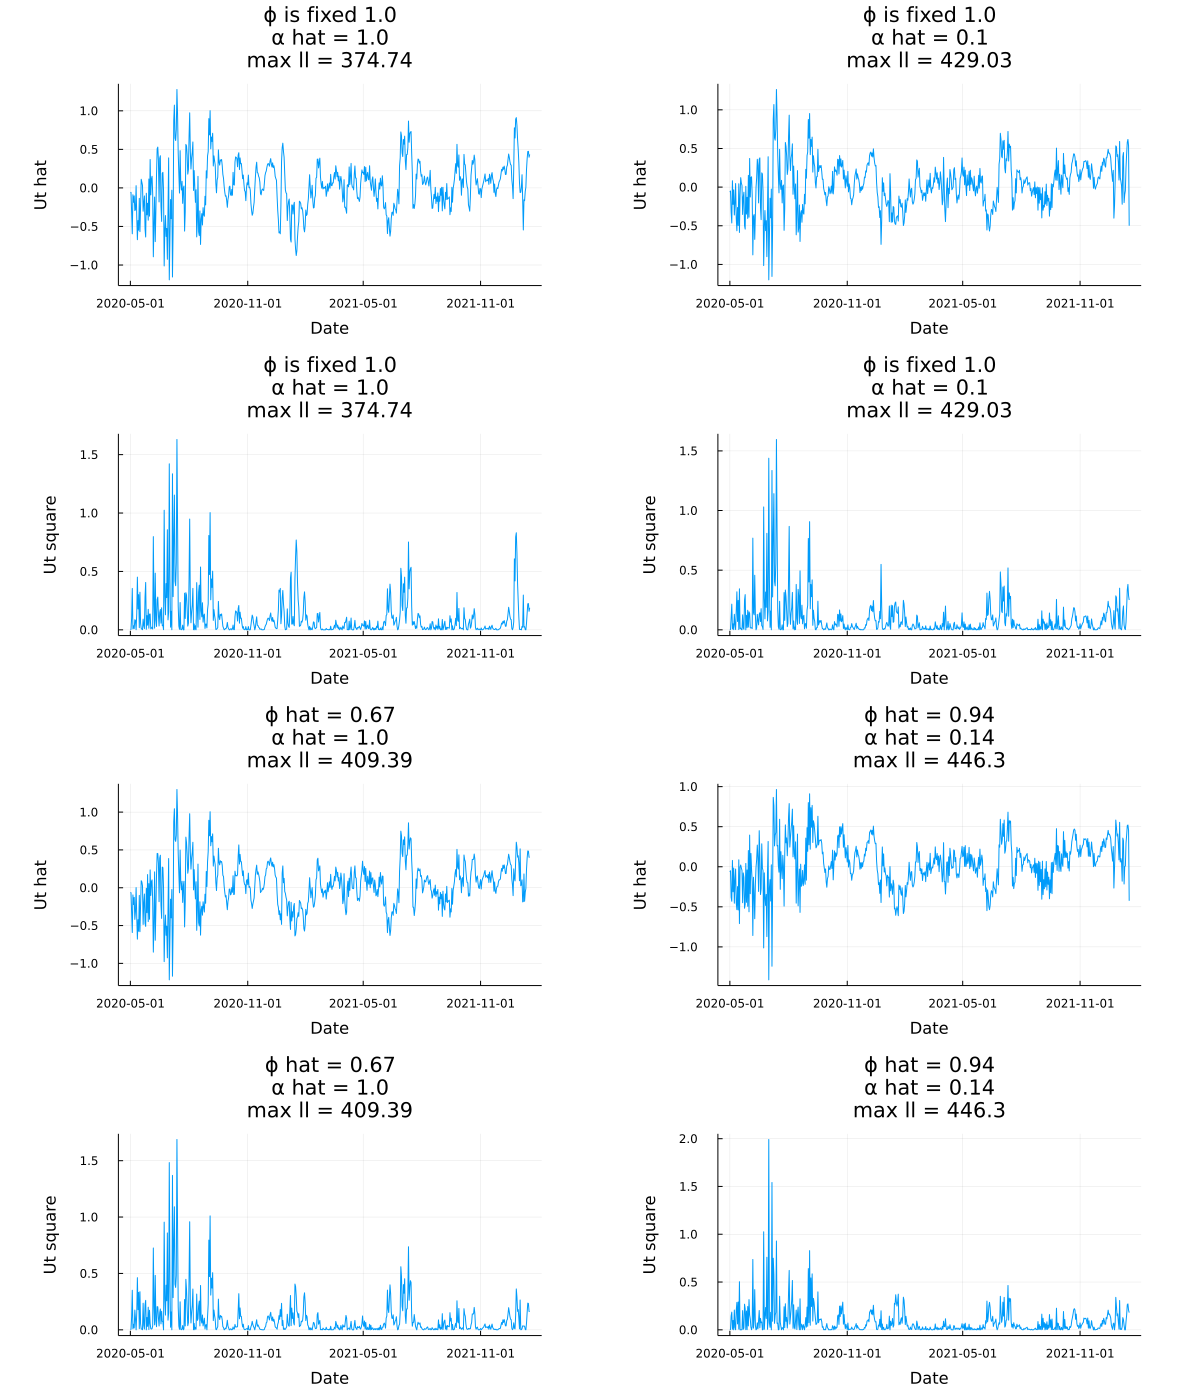 ϕ is fixed 1.0
α hat = 1.0
max ll = 374.74
1.0
0.5
0.0
−0.5
−1.0
Ut hat
2020-05-01 2020-11-01 2021-05-01 2021-11-01
Date
ϕ is fixed 1.0
α hat = 0.1
max ll = 429.03
1.0
0.5
0.0
−0.5
−1.0
Ut hat
2020-05-01 2020-11-01 2021-05-01 2021-11-01
Date
ϕ is fixed 1.0
α hat = 1.0
max ll = 374.74
1.5
1.0
0.5
0.0
Ut square
2020-05-01 2020-11-01 2021-05-01 2021-11-01
Date
ϕ is fixed 1.0
α hat = 0.1
max ll = 429.03
1.5
1.0
0.5
0.0
Ut square
2020-05-01 2020-11-01 2021-05-01 2021-11-01
Date
ϕ hat = 0.67
α hat = 1.0
max ll = 409.39
1.0
0.5
0.0
−0.5
−1.0
Ut hat
2020-05-01 2020-11-01 2021-05-01 2021-11-01
Date
ϕ hat = 0.94
α hat = 0.14
max ll = 446.3
1.0
0.5
0.0
−0.5
−1.0
Ut hat
2020-05-01 2020-11-01 2021-05-01 2021-11-01
Date
ϕ hat = 0.67
α hat = 1.0
max ll = 409.39
1.5
1.0
0.5
0.0
Ut square
2020-05-01 2020-11-01 2021-05-01 2021-11-01
Date
ϕ hat = 0.94
α hat = 0.14
max ll = 446.3
2.0
1.5
1.0
0.5
0.0
Ut square
2020-05-01 2020-11-01 2021-05-01 2021-11-01
Date